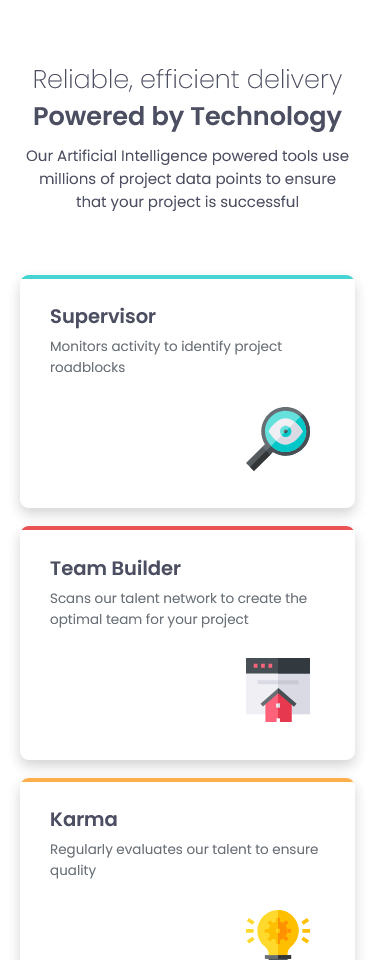 Reliable, efficient delivery
Powered by Technology
Our Artificial Intelligence powered tools use
millions of project data points to ensure
that your project is successful
Supervisor
Monitors activity to identify project
roadblocks
Team Builder
Scans our talent network to create the
optimal team for your project
Karma
Regularly evaluates our talent to ensure
quality